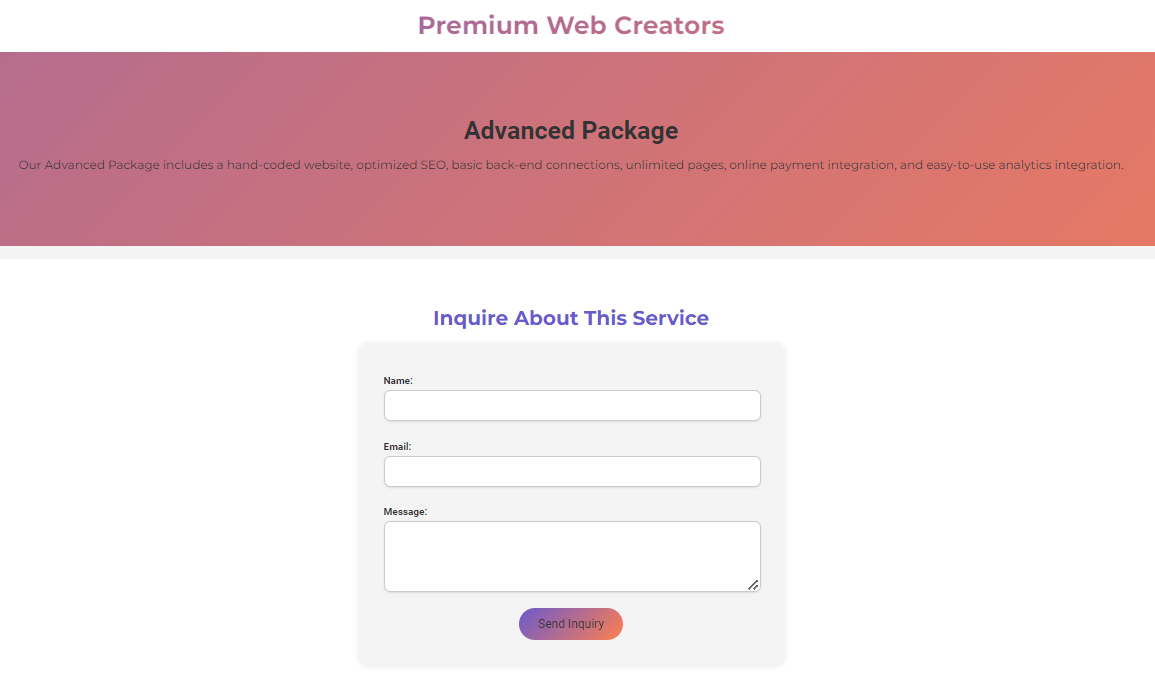 Premium Web Creators
Advanced Package
Our Advanced Package includes a hand-coded website, optimized SEO, basic back-end connections, unlimited pages, online payment integration, and easy-to-use analytics integration.
Inquire About This Service
Name:
Email:
Message:
Send Inquiry